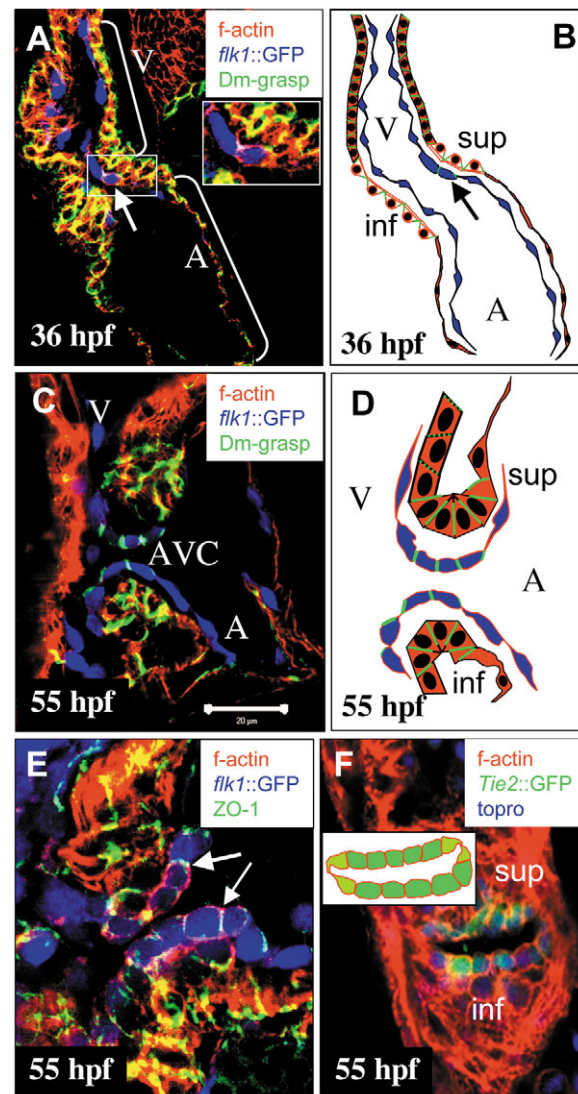 A
f-actin
flk1::GFP
Dm-grasp
V
A
36 hpf
B
V
sup
inf
A
36 hpf
C
f-actin
flk1::GFP
Dm-grasp
V
AVC
A
20 µm
55 hpf
D
V
sup
A
inf
55 hpf
E
f-actin
flk1::GFP
ZO-1
55 hpf
F
f-actin
Tie2::GFP
topro
sup
inf
55 hpf